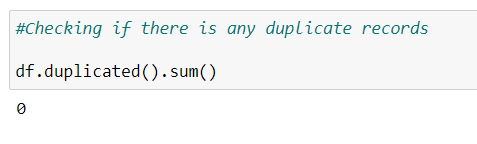 #Checking if there is any duplicate records
df.duplicated().sum()
0